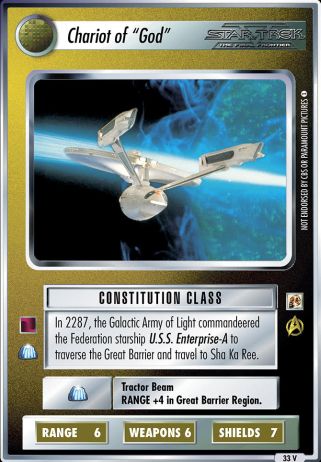 Chariot of "God"
STAR TREK
THE FINAL FRONTIER
NOT ENDORSED BY CBS OR PARAMOUNT PICTURES
CONSTITUTION CLASS
In 2287, the Galactic Army of Light commandeered
the Federation starship U.S.S. Enterprise-A to
traverse the Great Barrier and travel to Sha Ka Ree.
Tractor Beam
RANGE +4 in Great Barrier Region.
RANGE 6 WEAPONS 6 SHIELDS 7
33 V